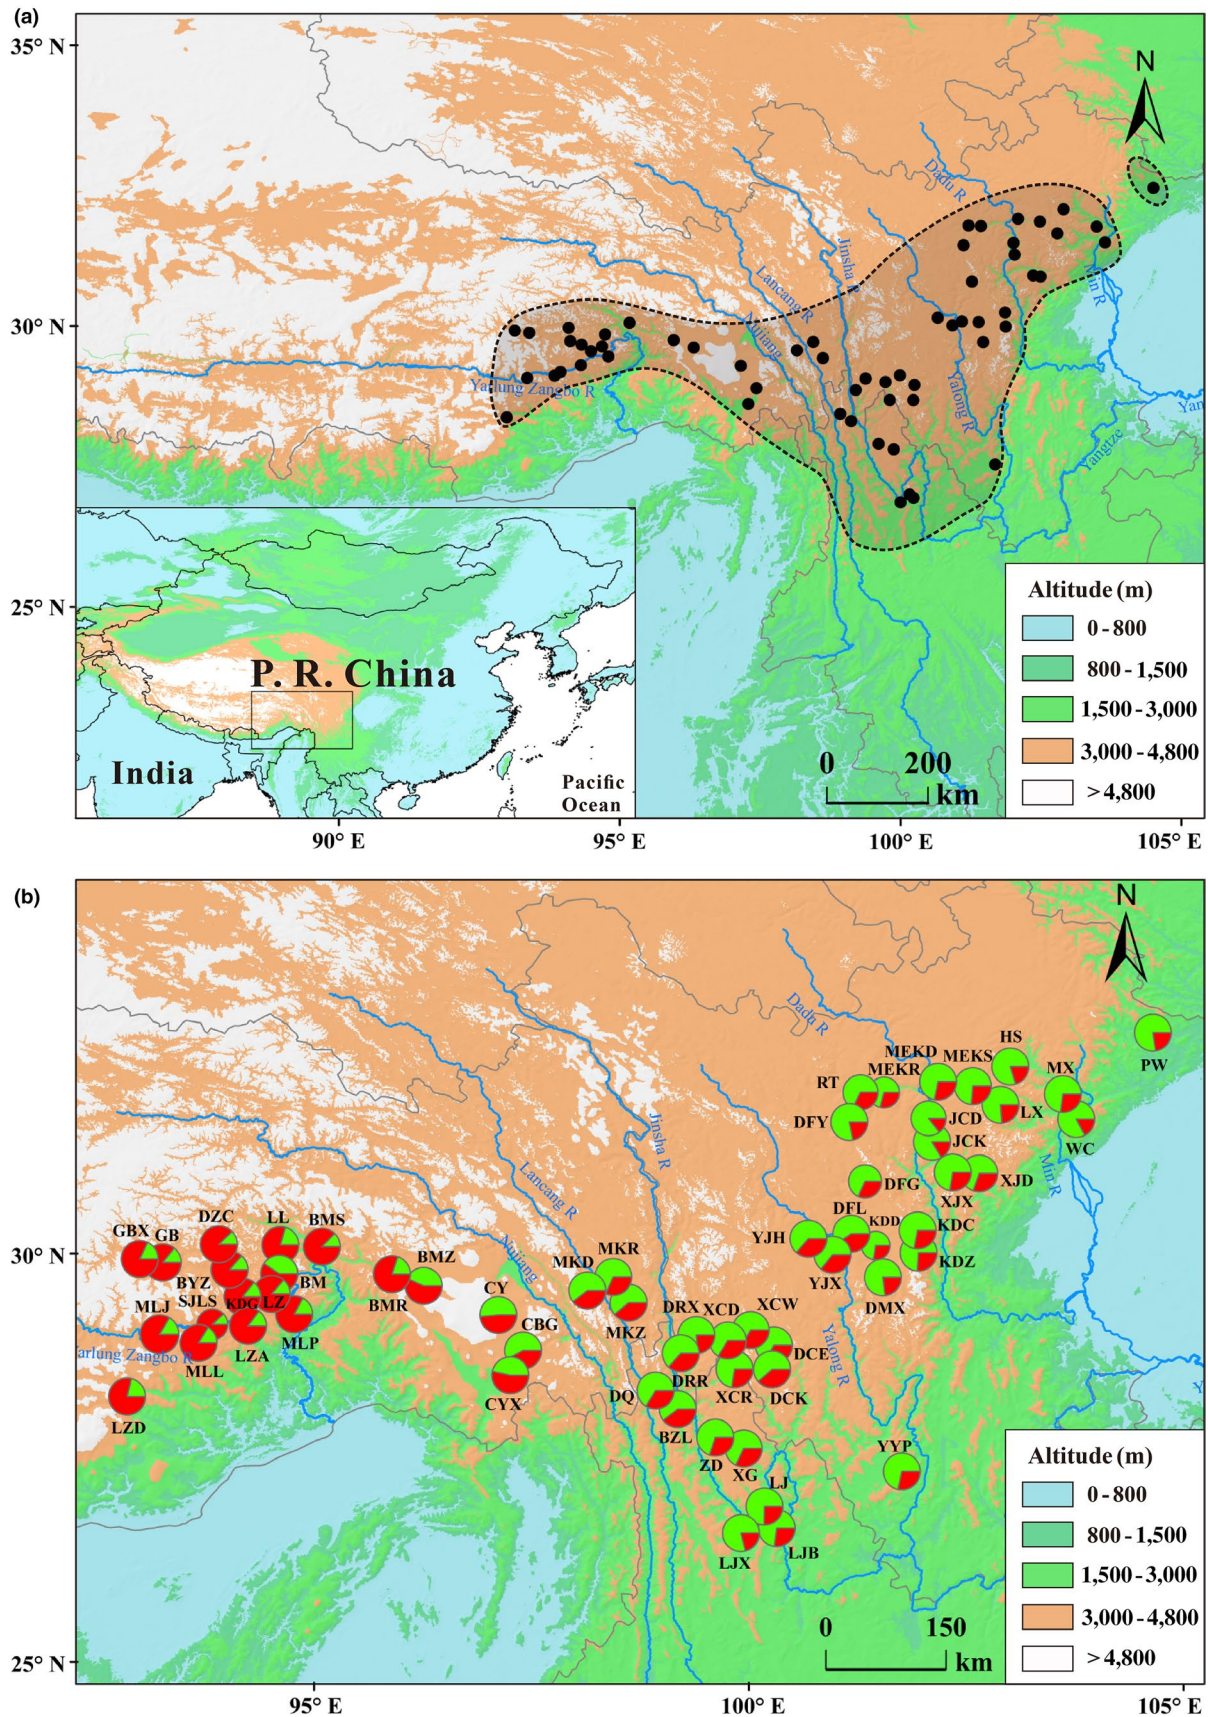 (a)
35° N
N
Dadu R
Jinsha
Lancang R
Min R
30° N
Nujiang
Yarlung Zangbo R
Yalong R
Yan
Yangtze
25° N
Altitude (m)
0 - 800
800 - 1,500
1,500 - 3,000
3,000 - 4,800
> 4,800
P. R. China
India
Pacific
Ocean
0 200
km
90° E 95° E 100° E 105° E
(b)
N
Dadu R
HS
MEKD MEKS
PW
RT MEKR MX
DFY JCD LX
JCK WC
Jinsha R
Min R
Lancang R
DFG XJX XJD
GBX GB DZC LL BMS
DFL KDD KDC
YJH
30° N
Nujiang
MKD MKR
BMZ
BYZ BM
YJX KDZ
SJLS KDG LZ
BMR CY
DMX
MLJ MLP
CBG MKZ DRX XCD XCW
arlung Zangbo R
MLL LZA
DCE
Yalong R
LZD
CYX DQ DRR XCR DCK
BZL
ZD XG YYP
LJ
LJX LJB
Y
Altitude (m)
0 - 800
800 - 1,500
1,500 - 3,000
3,000 - 4,800
> 4,800
0 150
km
25° N
95° E 100° E 105° E